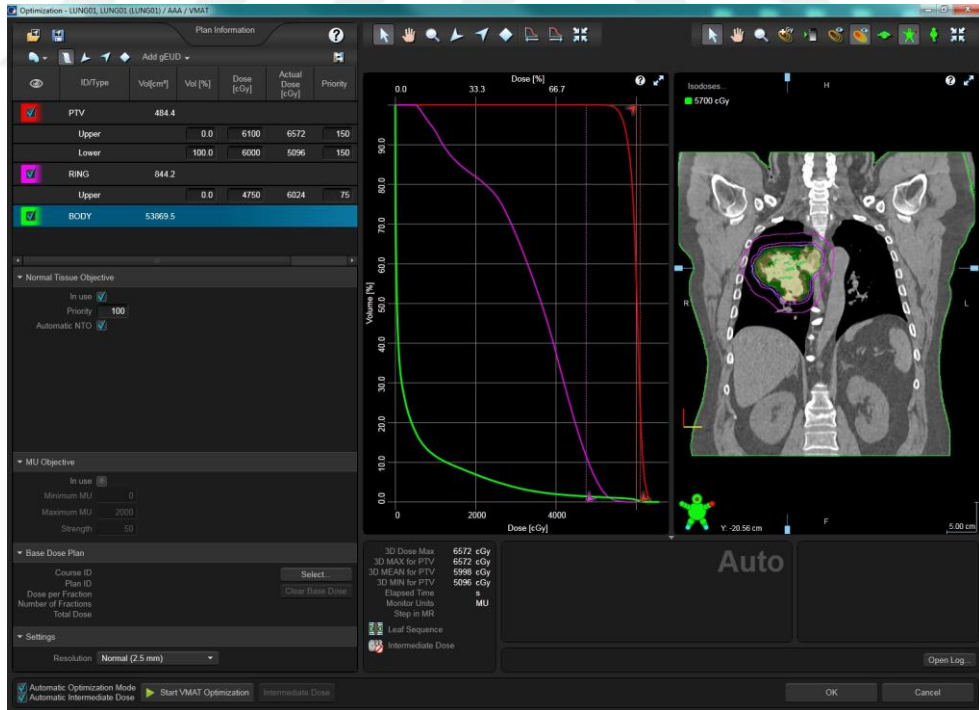 Optimization - LUNG01, LUNG01 (LUNG01) / AAA / VMAT
Plan Information
?
Add gEUD
ID/Type Vol[cm³] Vol [%] Dose [cGy] Actual Dose [cGy] Priority
PTV 484.4
Upper 0.0 6100 6572 150
Lower 100.0 6000 5096 150
RING 844.2
Upper 0.0 4750 6024 75
BODY 53869.5
Normal Tissue Objective
In use
Priority 100
Automatic NTO
MU Objective
In use
Minimum MU 0
Maximum MU 2000
Strength 50
Base Dose Plan
Course ID
Plan ID
Dose per Fraction
Number of Fractions
Total Dose
Select...
Clear Base Dose
Settings
Resolution Normal (2.5 mm)
Automatic Optimization Mode
Automatic Intermediate Dose
Start VMAT Optimization
Intermediate Dose
Dose [%]
?
0.0 33.3 66.7
Volume [%]
90.0
80.0
70.0
60.0
50.0
40.0
30.0
20.0
10.0
0.0
0 2000 4000
Dose [cGy]
Isodoses...
5700 cGy
H
?
R
L
F
Y: -20.56 cm
5.00 cm
3D Dose Max 6572 cGy
3D MAX for PTV 6572 cGy
3D MEAN for PTV 5998 cGy
3D MIN for PTV 5096 cGy
Elapsed Time s
Monitor Units MU
Step in MR
Leaf Sequence
Intermediate Dose
Auto
Open Log...
OK
Cancel